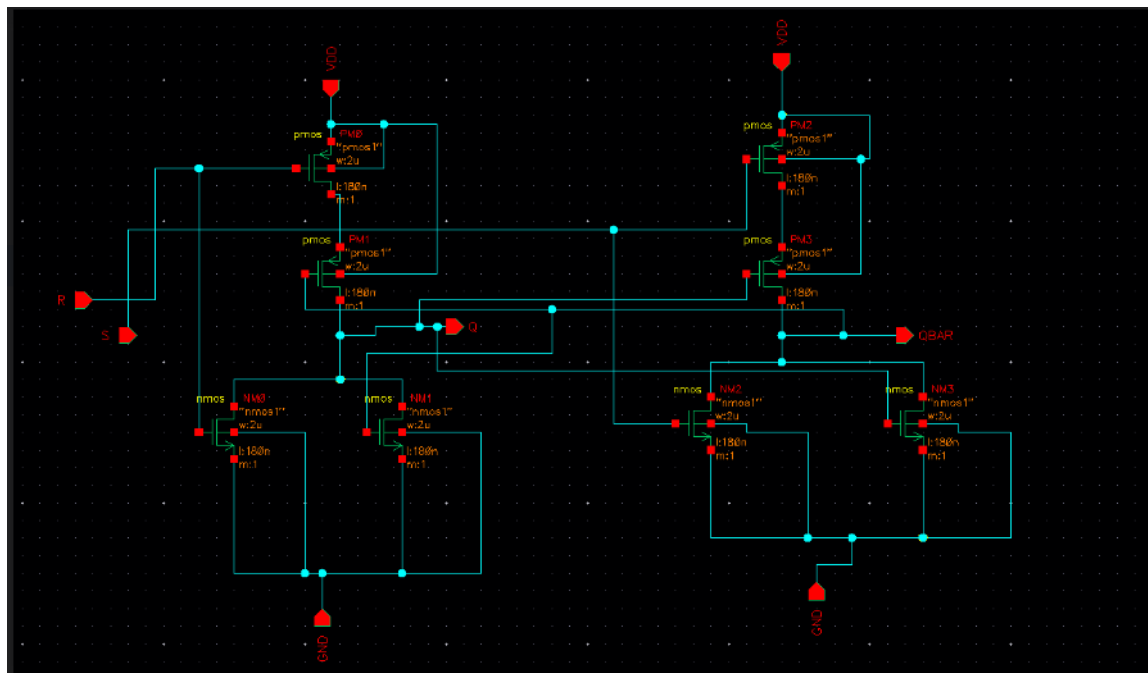 VDD
pmos PM0
"pmos1"
w:2u
l:180n
m:1
pmos PM1
"pmos1"
w:2u
l:180n
m:1
R
S
Q
nmos NM0
"nmos1"
w:2u
l:180n
m:1
nmos NM1
"nmos1"
w:2u
l:180n
m:1
GND
VDD
pmos PM2
"pmos1"
w:2u
l:180n
m:1
pmos PM3
"pmos1"
w:2u
l:180n
m:1
QBAR
nmos NM2
"nmos1"
w:2u
l:180n
m:1
nmos NM3
"nmos1"
w:2u
l:180n
m:1
GND